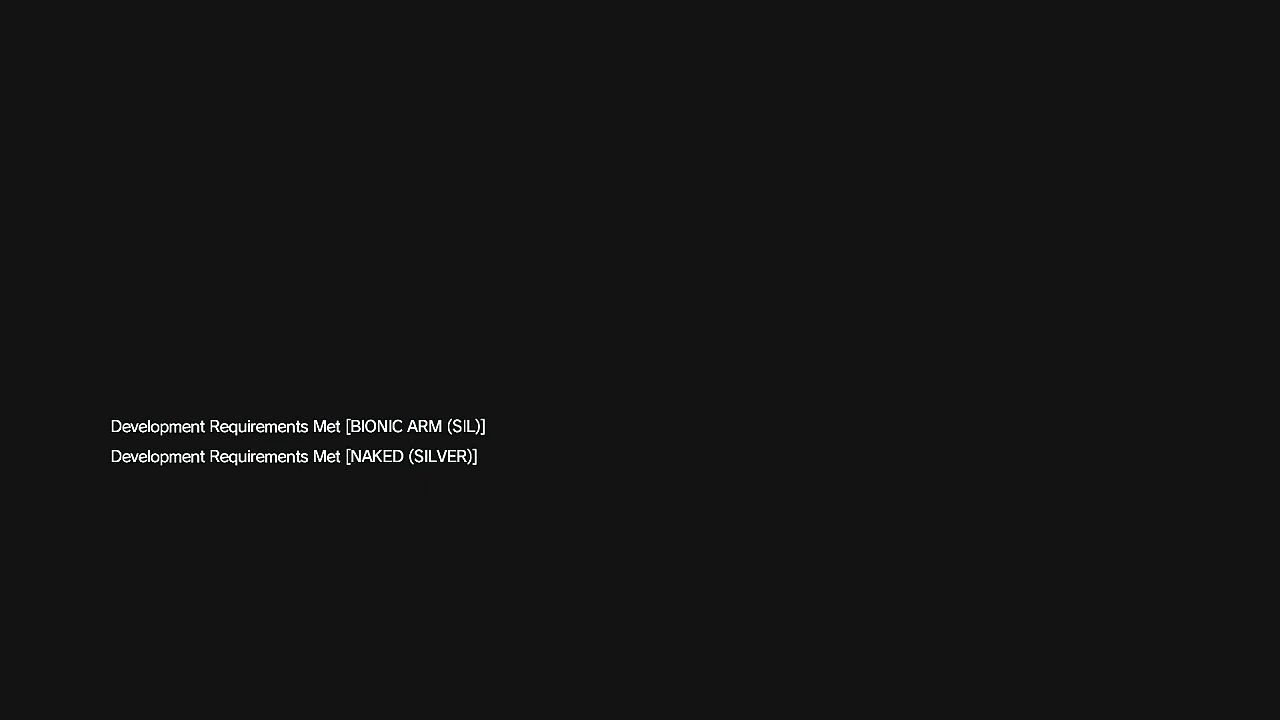 Development Requirements Met [BIONIC ARM (SIL)]
Development Requirements Met [NAKED (SILVER)]